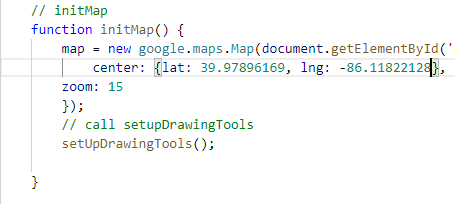 // initMap
function initMap() {
map = new google.maps.Map(document.getElementById('
center: {lat: 39.97896169, lng: -86.11822128},
zoom: 15
});
// call setupDrawingTools
setUpDrawingTools();
}